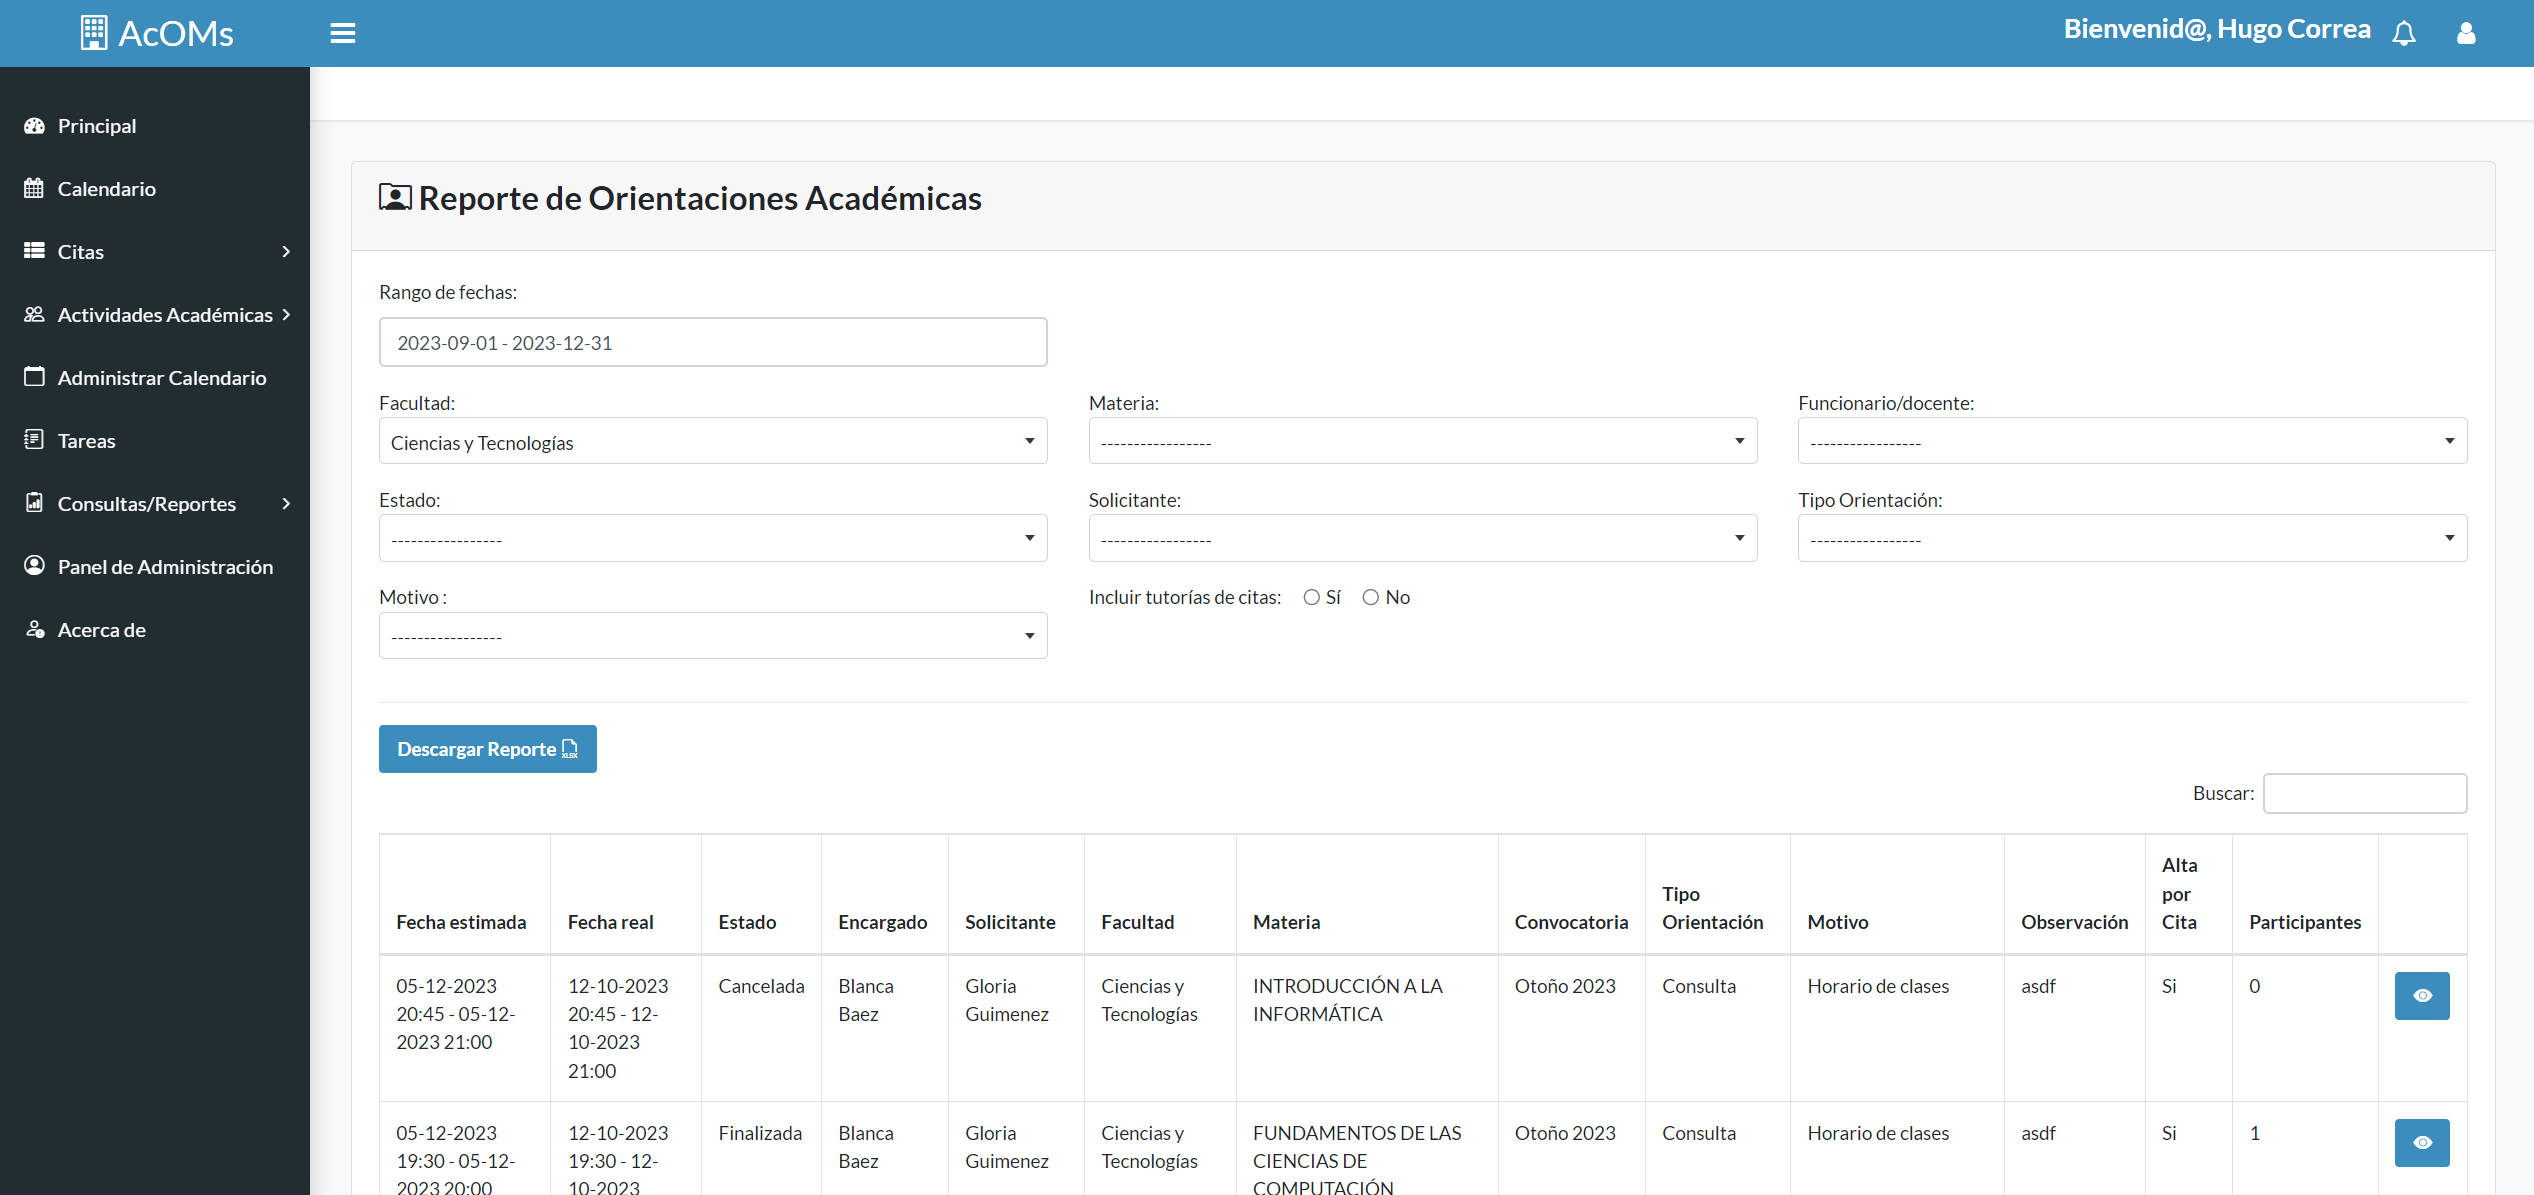 AcOMs
Bienvenid@, Hugo Correa
Principal
Calendario
Citas
Actividades Académicas
Administrar Calendario
Tareas
Consultas/Reportes
Panel de Administración
Acerca de
Reporte de Orientaciones Académicas
Rango de fechas:
2023-09-01 - 2023-12-31
Facultad:
Ciencias y Tecnologías
Materia:
-----------------
Funcionario/docente:
-----------------
Estado:
-----------------
Solicitante:
-----------------
Tipo Orientación:
-----------------
Motivo :
-----------------
Incluir tutorías de citas: Sí No
Descargar Reporte XLSX
Buscar:
Fecha estimada
Fecha real
Estado
Encargado
Solicitante
Facultad
Materia
Convocatoria
Tipo
Orientación
Motivo
Observación
Alta
por
Cita
Participantes
05-12-2023
20:45 - 05-12-
2023 21:00
12-10-2023
20:45 - 12-
10-2023
21:00
Cancelada
Blanca
Baez
Gloria
Guimenez
Ciencias y
Tecnologías
INTRODUCCIÓN A LA
INFORMÁTICA
Otoño 2023
Consulta
Horario de clases
asdf
Si
0
05-12-2023
19:30 - 05-12-
2023 20:00
12-10-2023
19:30 - 12-
10-2023
Finalizada
Blanca
Baez
Gloria
Guimenez
Ciencias y
Tecnologías
FUNDAMENTOS DE LAS
CIENCIAS DE
COMPUTACIÓN
Otoño 2023
Consulta
Horario de clases
asdf
Si
1